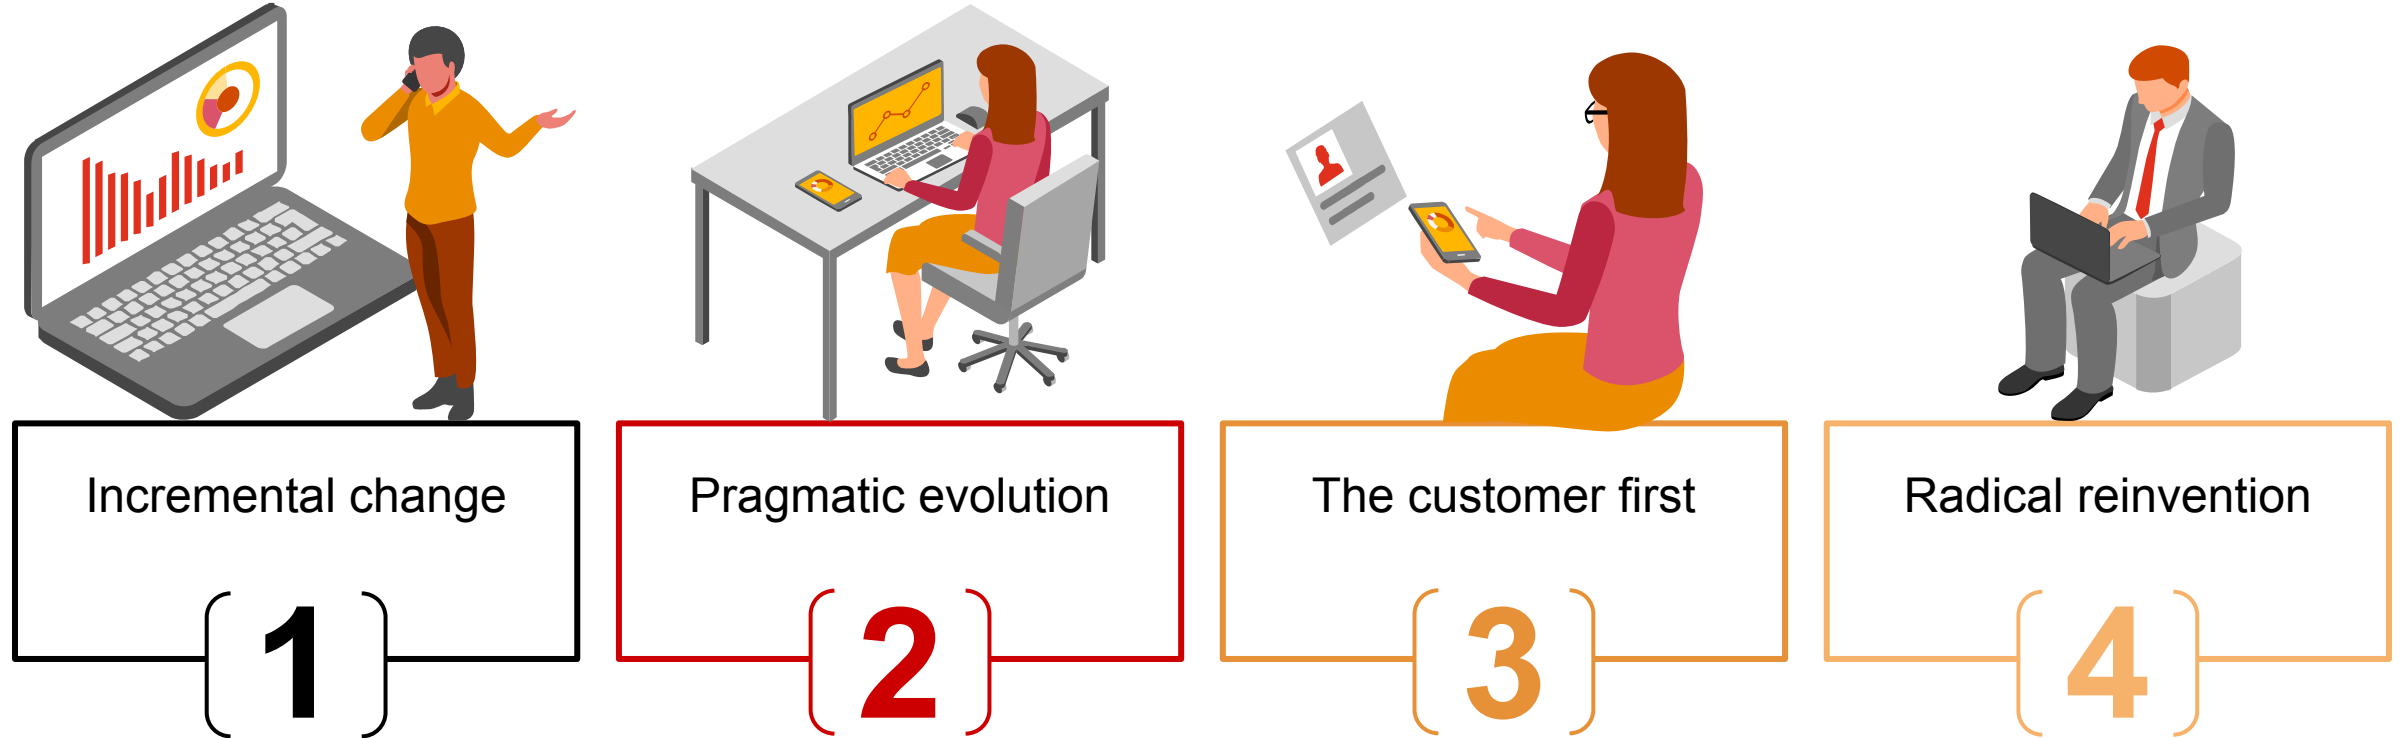 Incremental change
1
Pragmatic evolution
2
The customer first
3
Radical reinvention
4